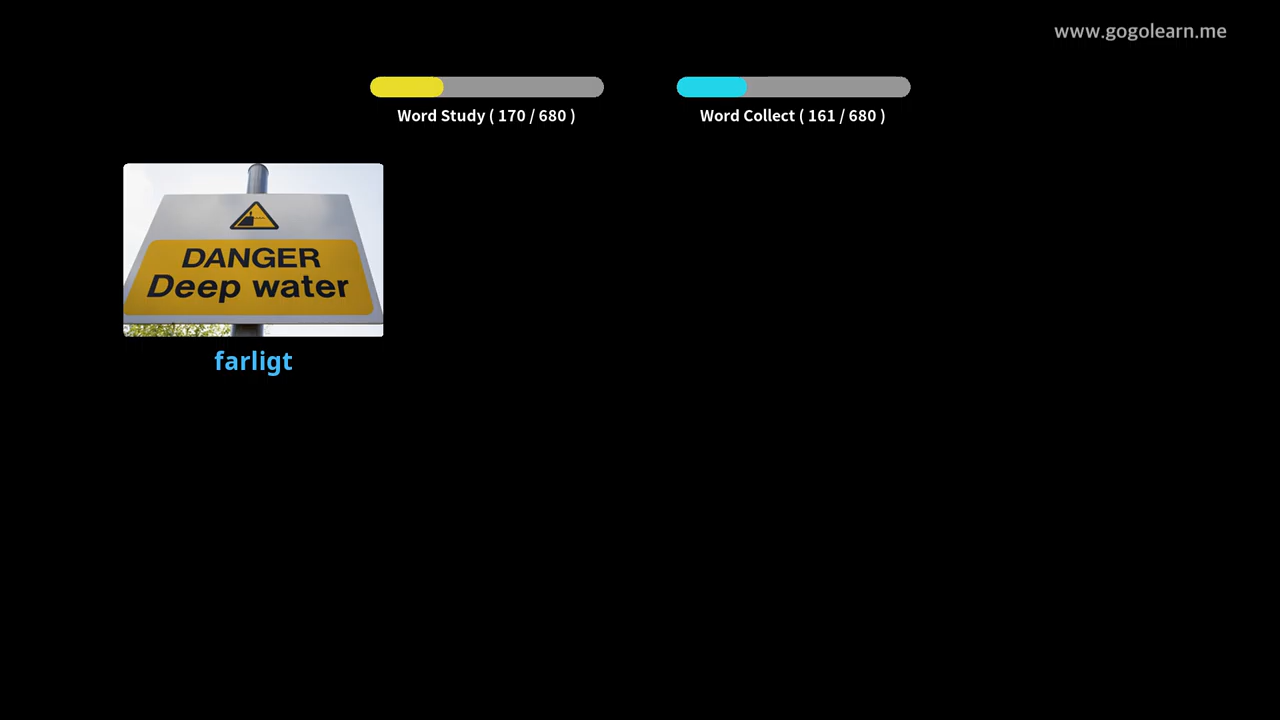 www.gogolearn.me
Word Study ( 170 / 680 )
Word Collect ( 161 / 680 )
DANGER
Deep water
farligt